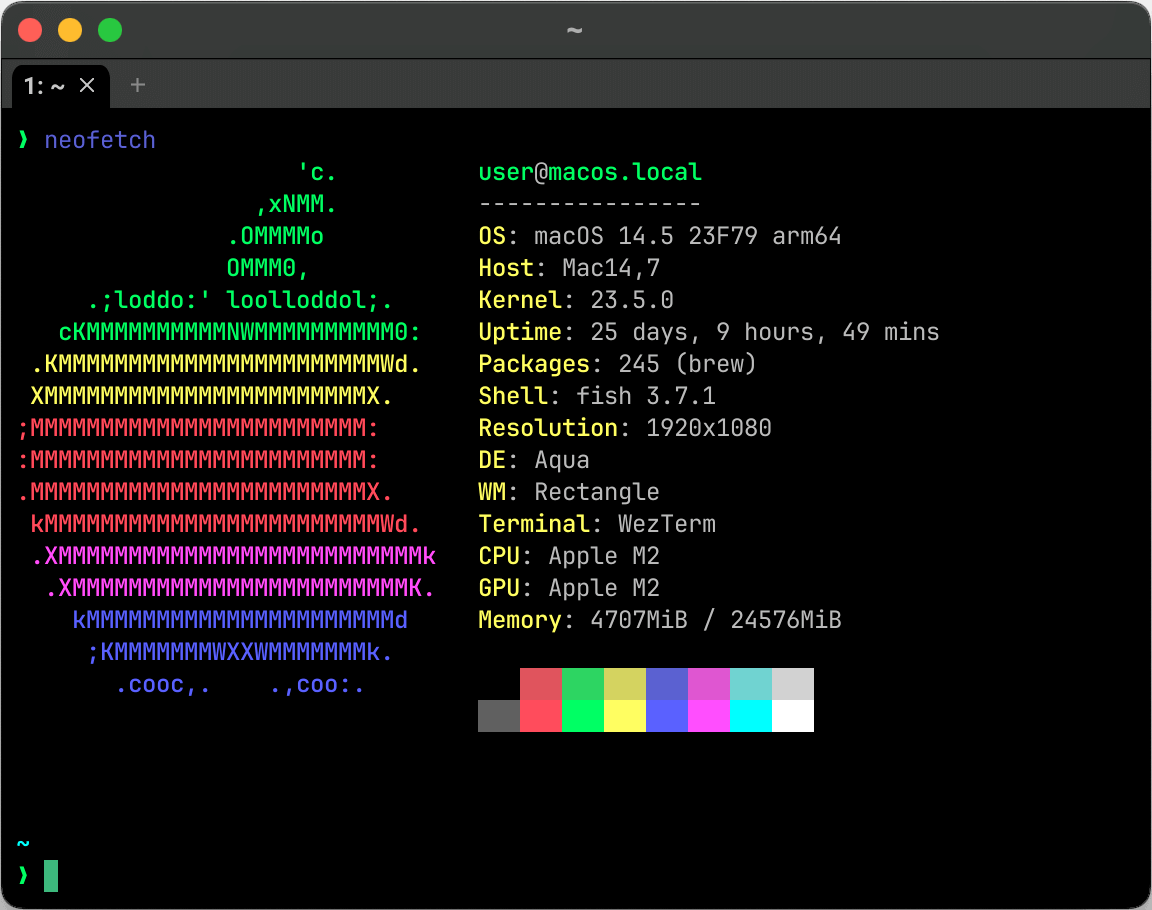 ~
1: ~ × +
❯ neofetch
                    'c.          user@macos.local
                 ,xNMM.          ----------------
               .OMMMMo           OS: macOS 14.5 23F79 arm64
               OMMM0,            Host: Mac14,7
     .;loddo:' loolloddol;.      Kernel: 23.5.0
   cKMMMMMMMMMMNWMMMMMMMMMM0:    Uptime: 25 days, 9 hours, 49 mins
 .KMMMMMMMMMMMMMMMMMMMMMMMWd.    Packages: 245 (brew)
 XMMMMMMMMMMMMMMMMMMMMMMMX.      Shell: fish 3.7.1
;MMMMMMMMMMMMMMMMMMMMMMMM:       Resolution: 1920x1080
:MMMMMMMMMMMMMMMMMMMMMMMM:       DE: Aqua
.MMMMMMMMMMMMMMMMMMMMMMMMX.      WM: Rectangle
 kMMMMMMMMMMMMMMMMMMMMMMMMWd.    Terminal: WezTerm
 .XMMMMMMMMMMMMMMMMMMMMMMMMMMk   CPU: Apple M2
  .XMMMMMMMMMMMMMMMMMMMMMMMMK.   GPU: Apple M2
    kMMMMMMMMMMMMMMMMMMMMMMd     Memory: 4707MiB / 24576MiB
     ;KMMMMMMMWXXWMMMMMMMk.
       .cooc,.    .,coo:.
~
❯